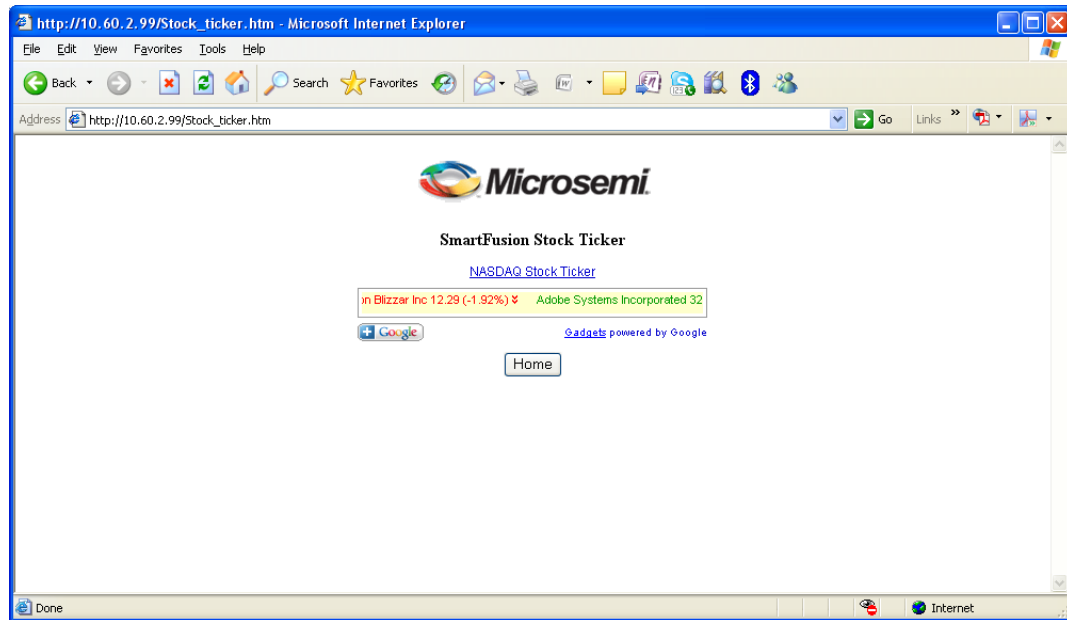 http://10.60.2.99/Stock_ticker.htm - Microsoft Internet Explorer
File Edit View Favorites Tools Help
Back Search Favorites
Address http://10.60.2.99/Stock_ticker.htm Go Links »
Microsemi
SmartFusion Stock Ticker
NASDAQ Stock Ticker
on Blizzar Inc 12.29 (-1.92%) Adobe Systems Incorporated 32
Google Gadgets powered by Google
Home
Done Internet